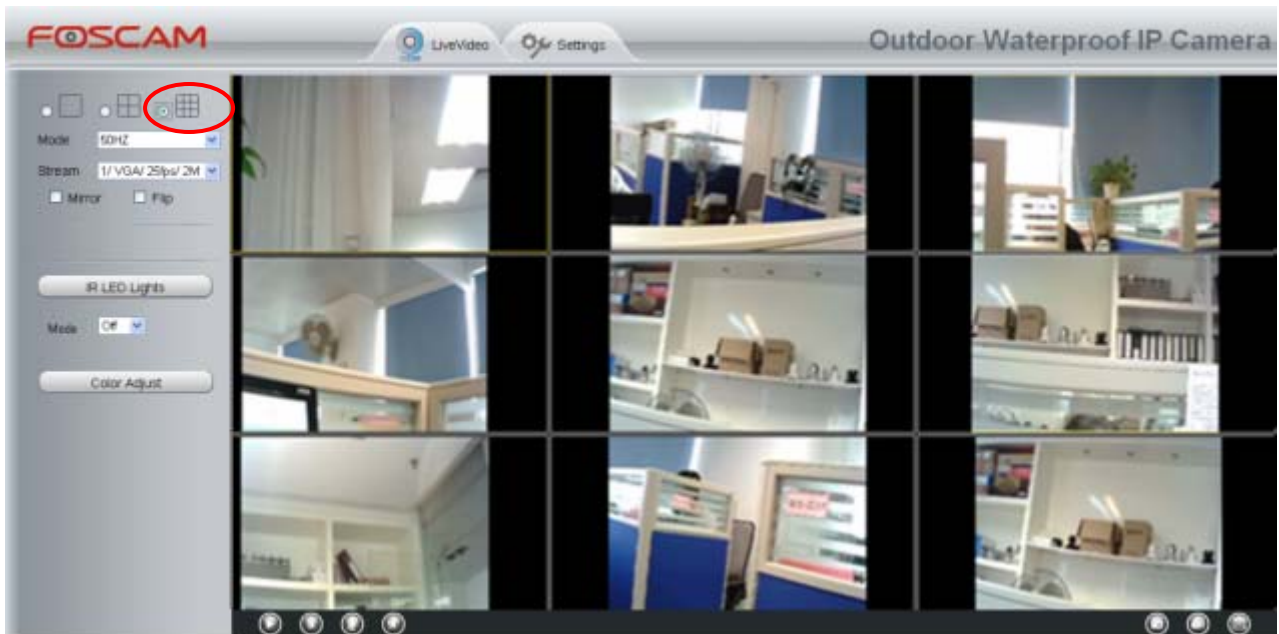 FOSCAM
LiveVideo
Settings
Outdoor Waterproof IP Camera
Mode 50HZ
Stream 1/ VGA/ 25fps/ 2M
Mirror Flip
IR LED Lights
Mode Off
Color Adjust